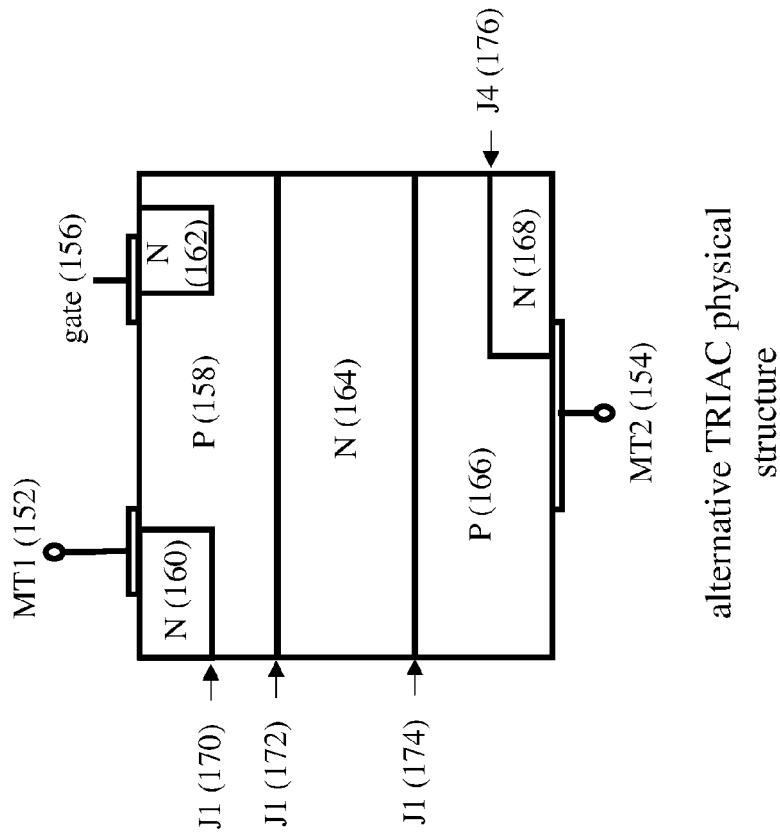 MT1 (152)
gate (156)
N (160)
N
(162)
P (158)
J1 (170)
J1 (172)
N (164)
J1 (174)
P (166)
N (168)
J4 (176)
MT2 (154)
alternative TRIAC physical
structure